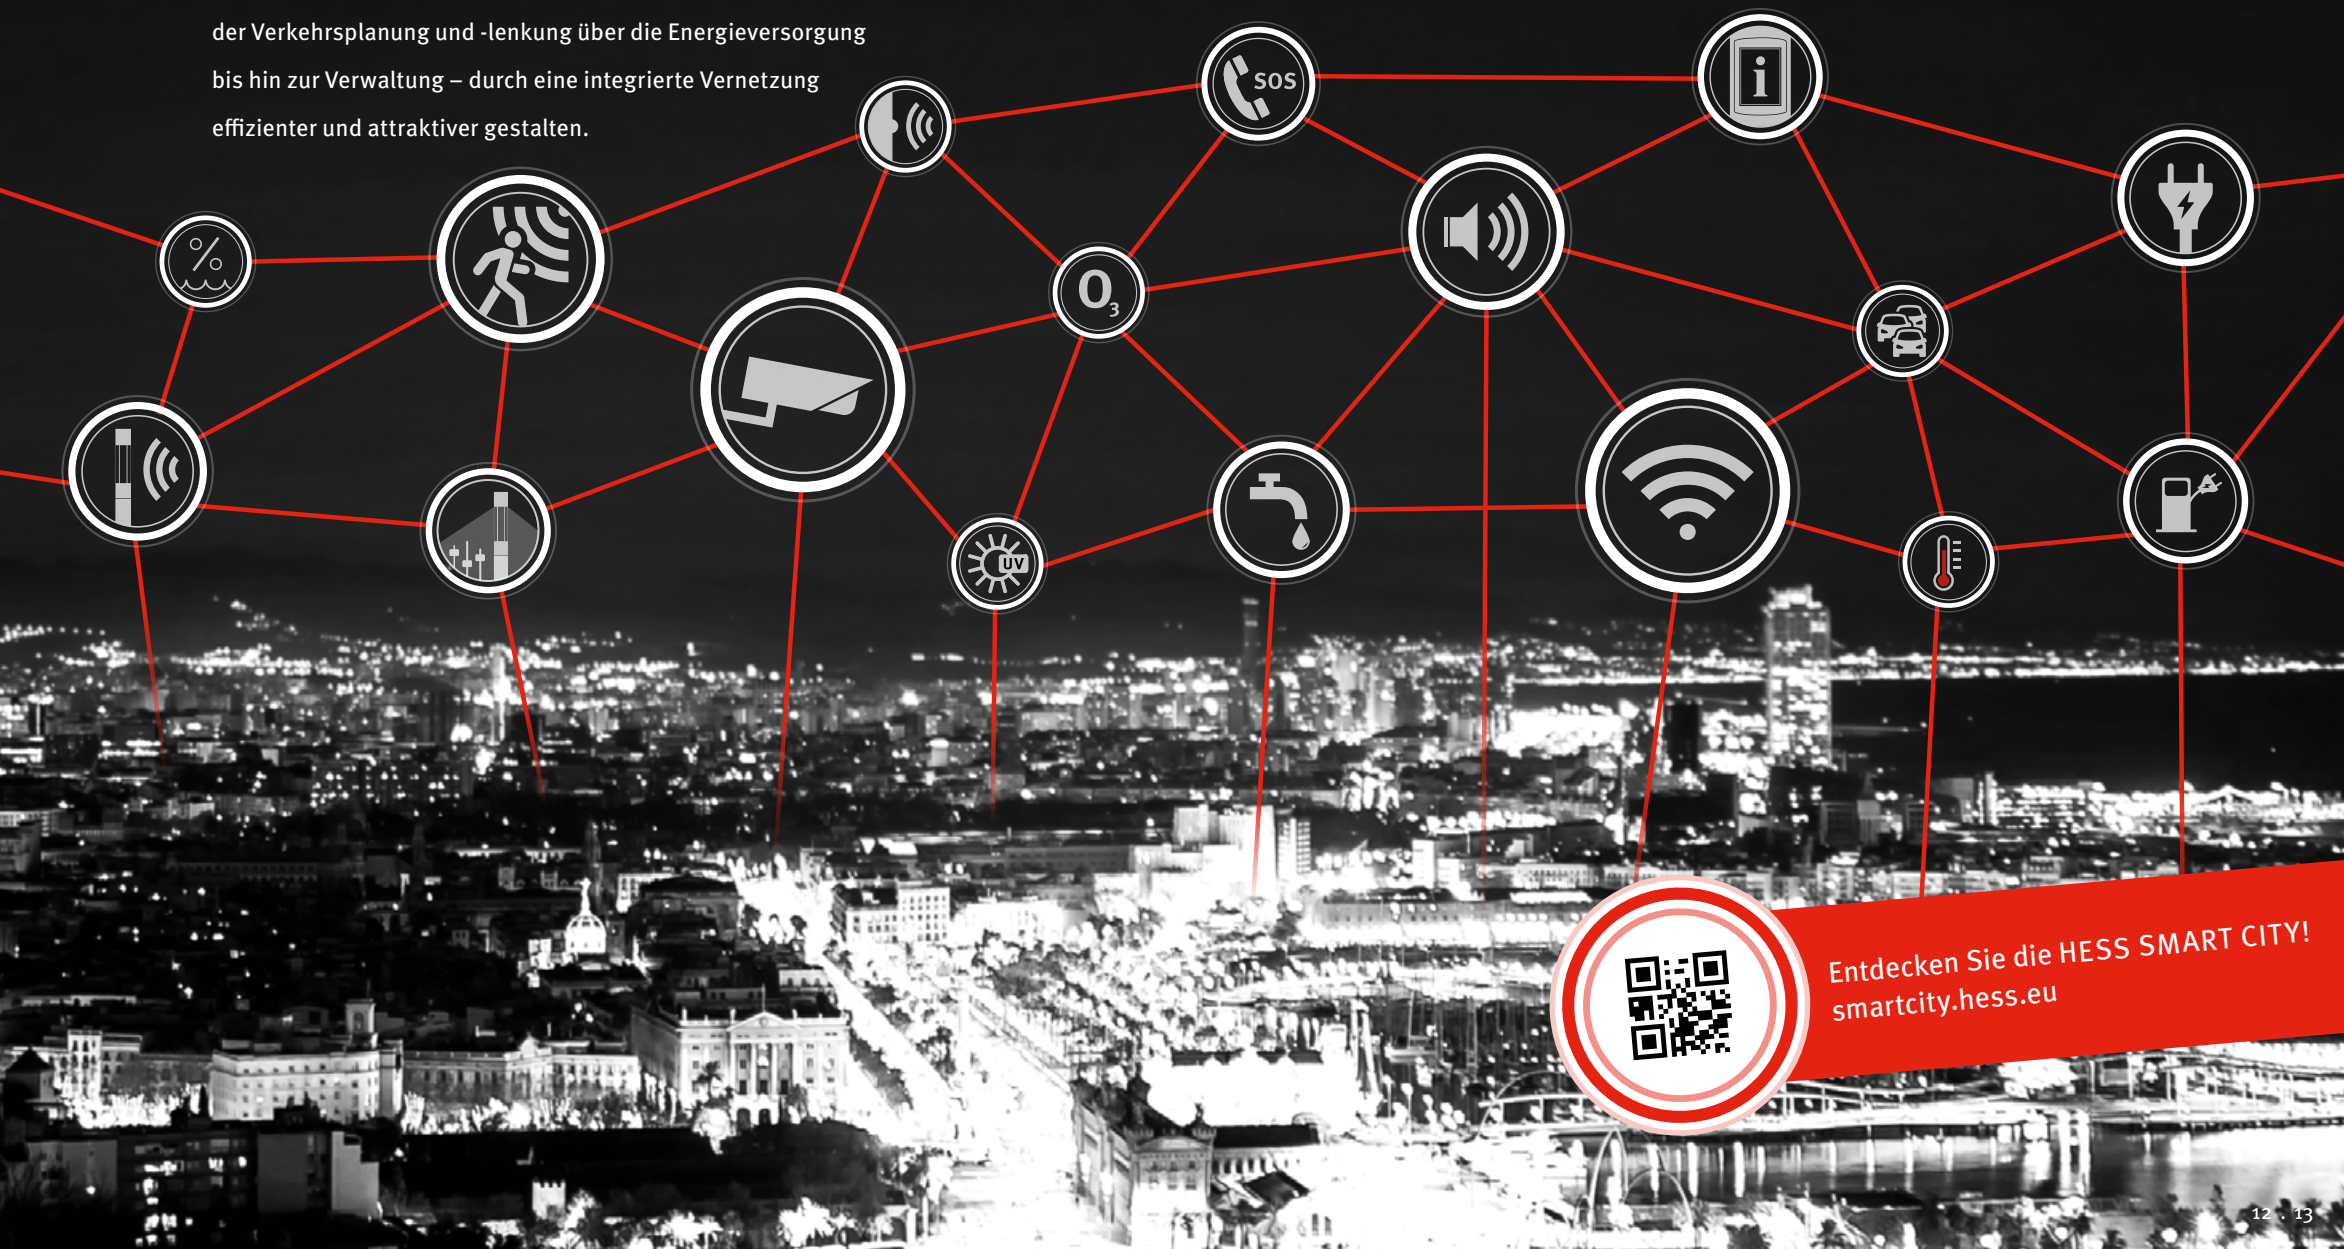 der Verkehrsplanung und -lenkung über die Energieversorgung
bis hin zur Verwaltung – durch eine integrierte Vernetzung
effizienter und attraktiver gestalten.
SOS
i
%
O₃
UV
Entdecken Sie die HESS SMART CITY!
smartcity.hess.eu
12 . 13